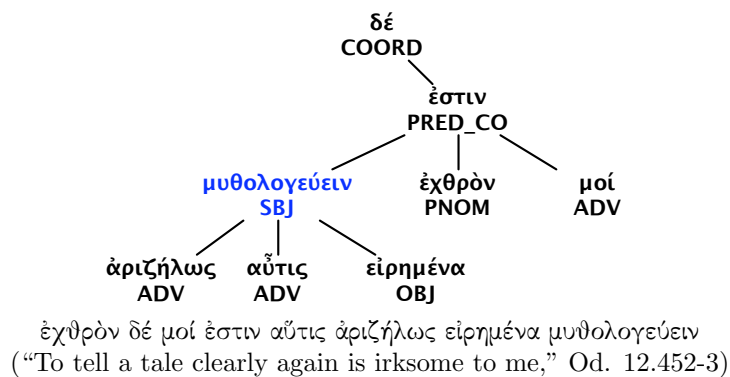 δέ
COORD
ἐστιν
PRED_CO
μυθολογεύειν ἐχθρὸν μοί
SBJ PNOM ADV
ἀριζήλως αὖτις εἰρημένα
ADV ADV OBJ
ἐχθρὸν δέ μοί ἐστιν αὖτις ἀριζήλως εἰρημένα μυθολογεύειν
(“To tell a tale clearly again is irksome to me,” Od. 12.452-3)